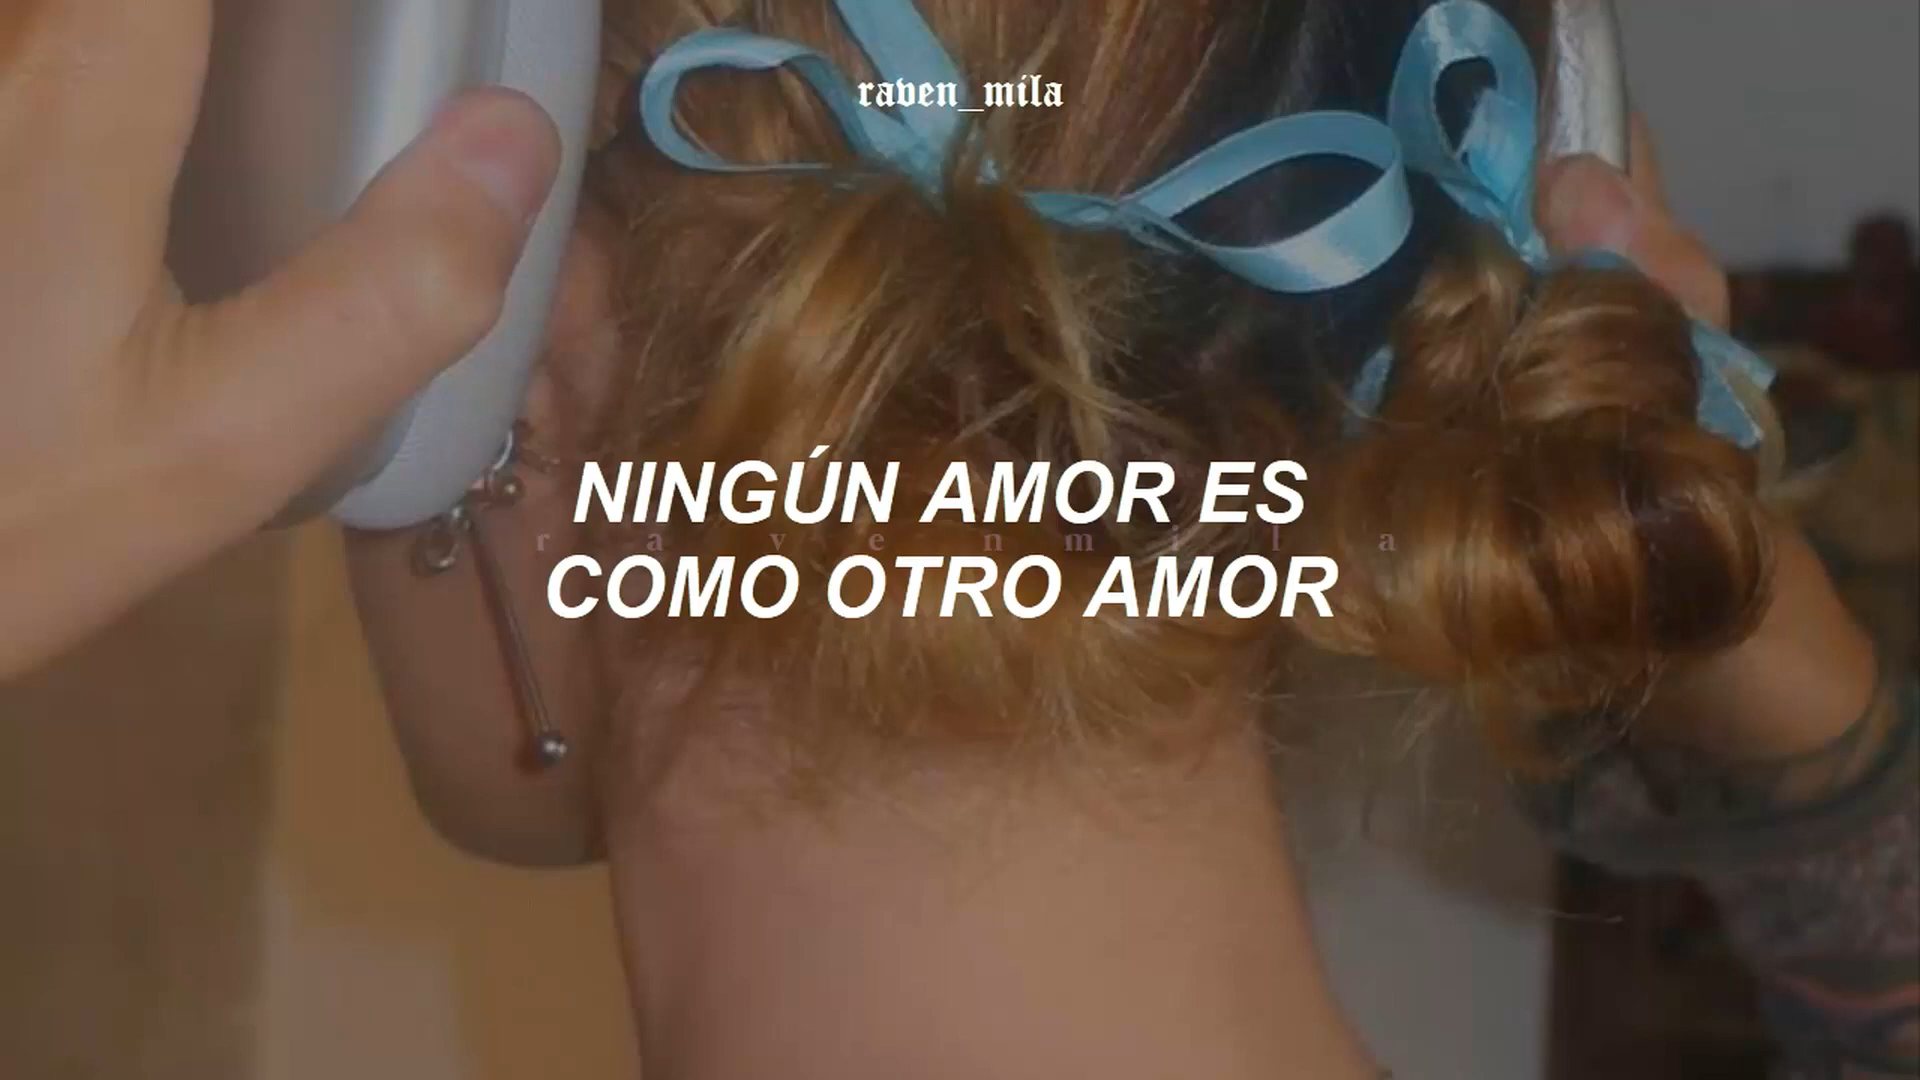 raven_mila
NINGÚN AMOR ES
r a v e n m i l a
COMO OTRO AMOR